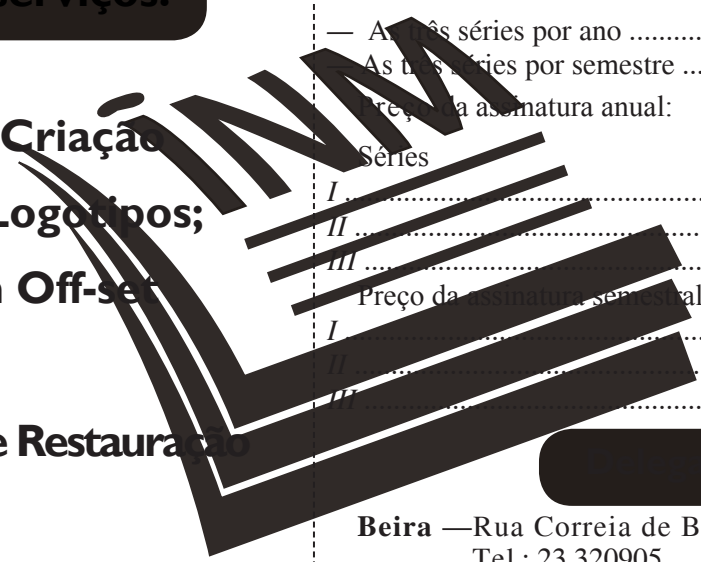 serviços:
Criação
Logotipos;
Off-set
e Restauração
INM
— As três séries por ano ..........
— As três séries por semestre ...
Preço da assinatura anual:
Séries
I ..........................................................
II ..........................................................
III .......................................................
Preço da assinatura semestral
I ..........................................................
II ..........................................................
III .......................................................
Beira —Rua Correia de B
Tel.: 23 320905